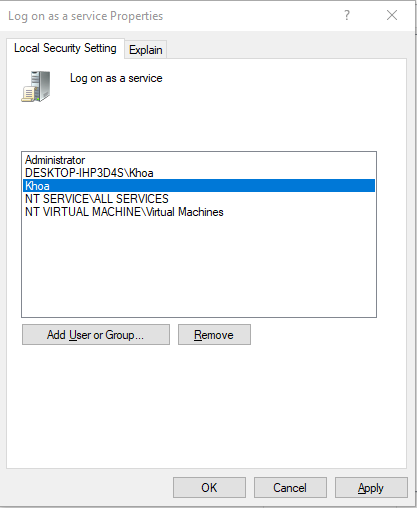 Log on as a service Properties
? ×
Local Security Setting
Explain
Log on as a service
Administrator
DESKTOP-IHP3D4S\Khoa
Khoa
NT SERVICE\ALL SERVICES
NT VIRTUAL MACHINE\Virtual Machines
Add User or Group...
Remove
OK
Cancel
Apply